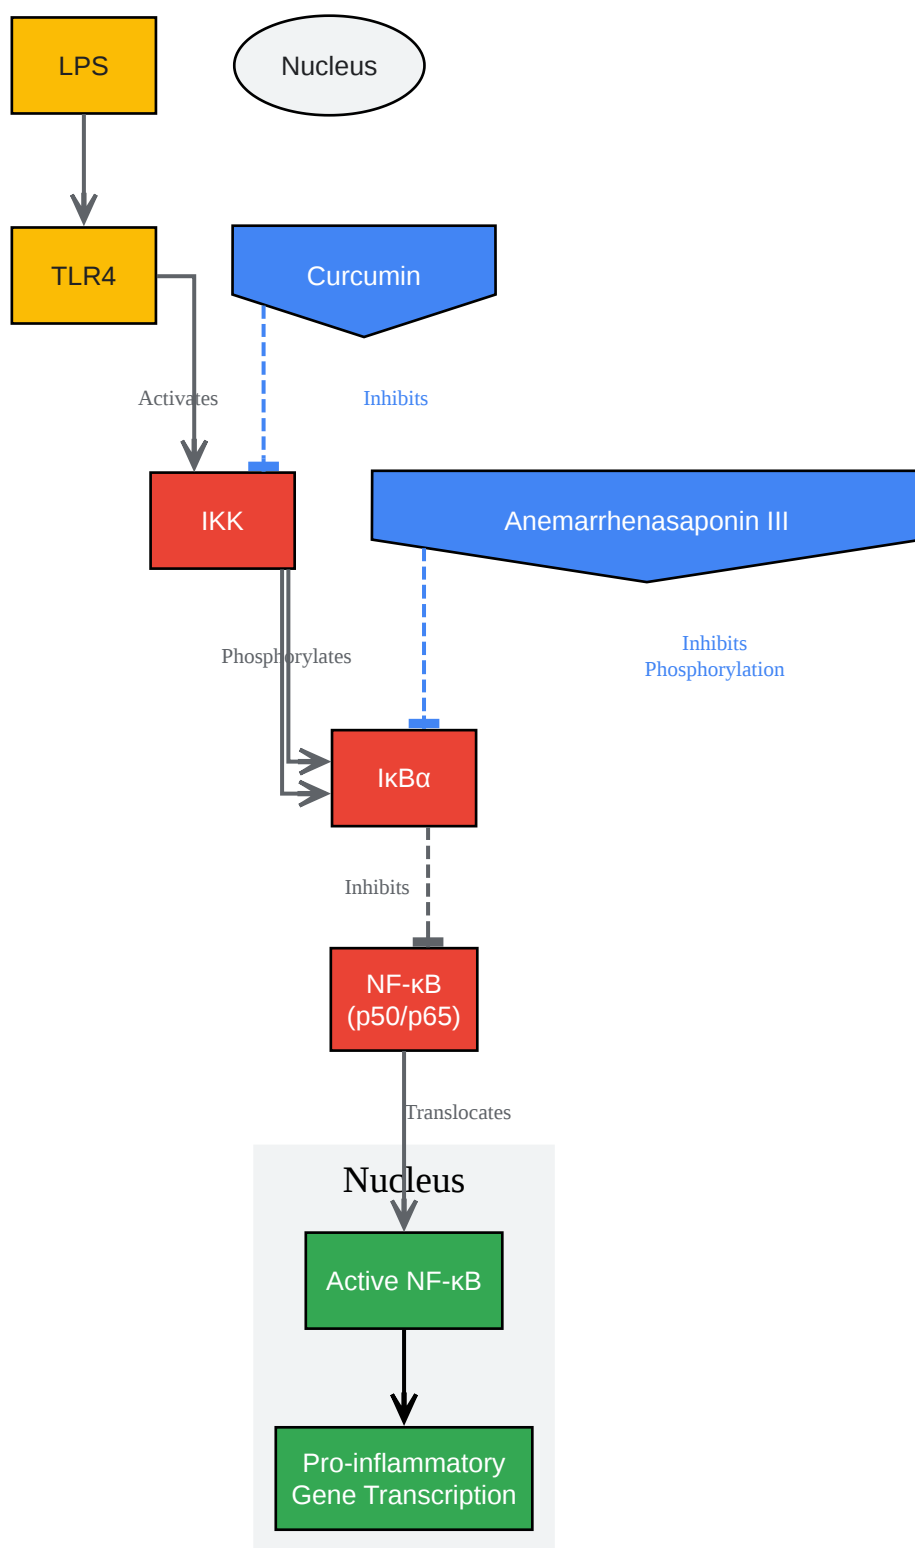 LPS
Nucleus
TLR4
Curcumin
Activates
Inhibits
IKK
Anemarrhenasaponin III
Phosphorylates
Inhibits
Phosphorylation
IκBα
Inhibits
NF-κB
(p50/p65)
Translocates
Nucleus
Active NF-κB
Pro-inflammatory
Gene Transcription